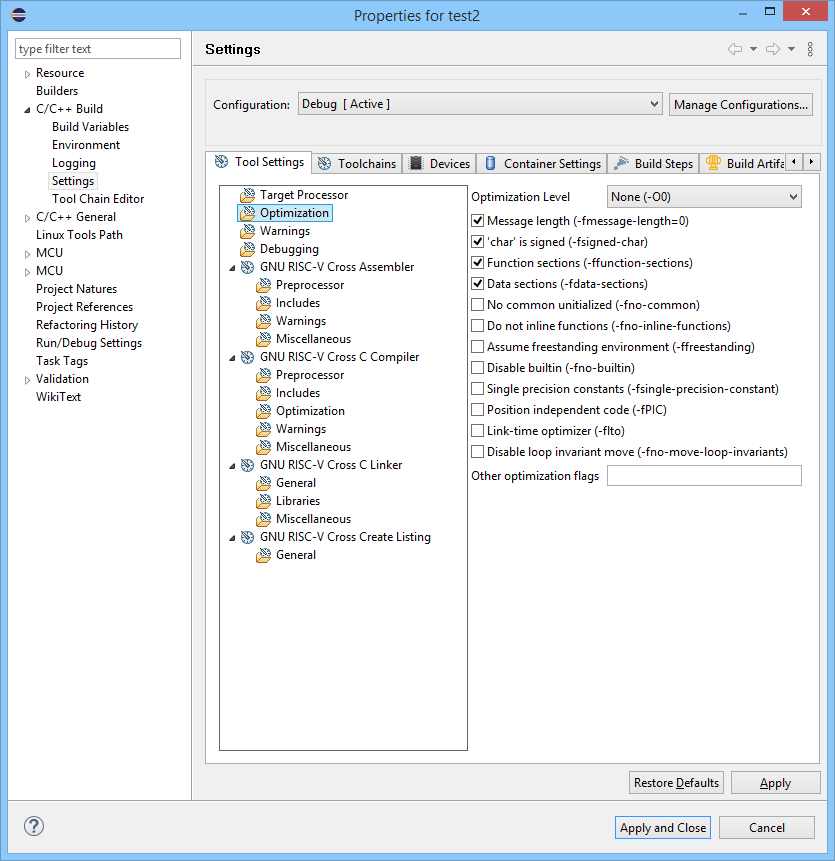 Properties for test2
type filter text
Resource
Builders
C/C++ Build
Build Variables
Environment
Logging
Settings
Tool Chain Editor
C/C++ General
Linux Tools Path
MCU
MCU
Project Natures
Project References
Refactoring History
Run/Debug Settings
Task Tags
Validation
WikiText
Settings
Configuration: Debug [ Active ] Manage Configurations...
Tool Settings Toolchains Devices Container Settings Build Steps Build Artifa
Target Processor
Optimization
Warnings
Debugging
GNU RISC-V Cross Assembler
Preprocessor
Includes
Warnings
Miscellaneous
GNU RISC-V Cross C Compiler
Preprocessor
Includes
Optimization
Warnings
Miscellaneous
GNU RISC-V Cross C Linker
General
Libraries
Miscellaneous
GNU RISC-V Cross Create Listing
General
Optimization Level None (-O0)
Message length (-fmessage-length=0)
'char' is signed (-fsigned-char)
Function sections (-ffunction-sections)
Data sections (-fdata-sections)
No common unitialized (-fno-common)
Do not inline functions (-fno-inline-functions)
Assume freestanding environment (-ffreestanding)
Disable builtin (-fno-builtin)
Single precision constants (-fsingle-precision-constant)
Position independent code (-fPIC)
Link-time optimizer (-flto)
Disable loop invariant move (-fno-move-loop-invariants)
Other optimization flags
Restore Defaults Apply
? Apply and Close Cancel